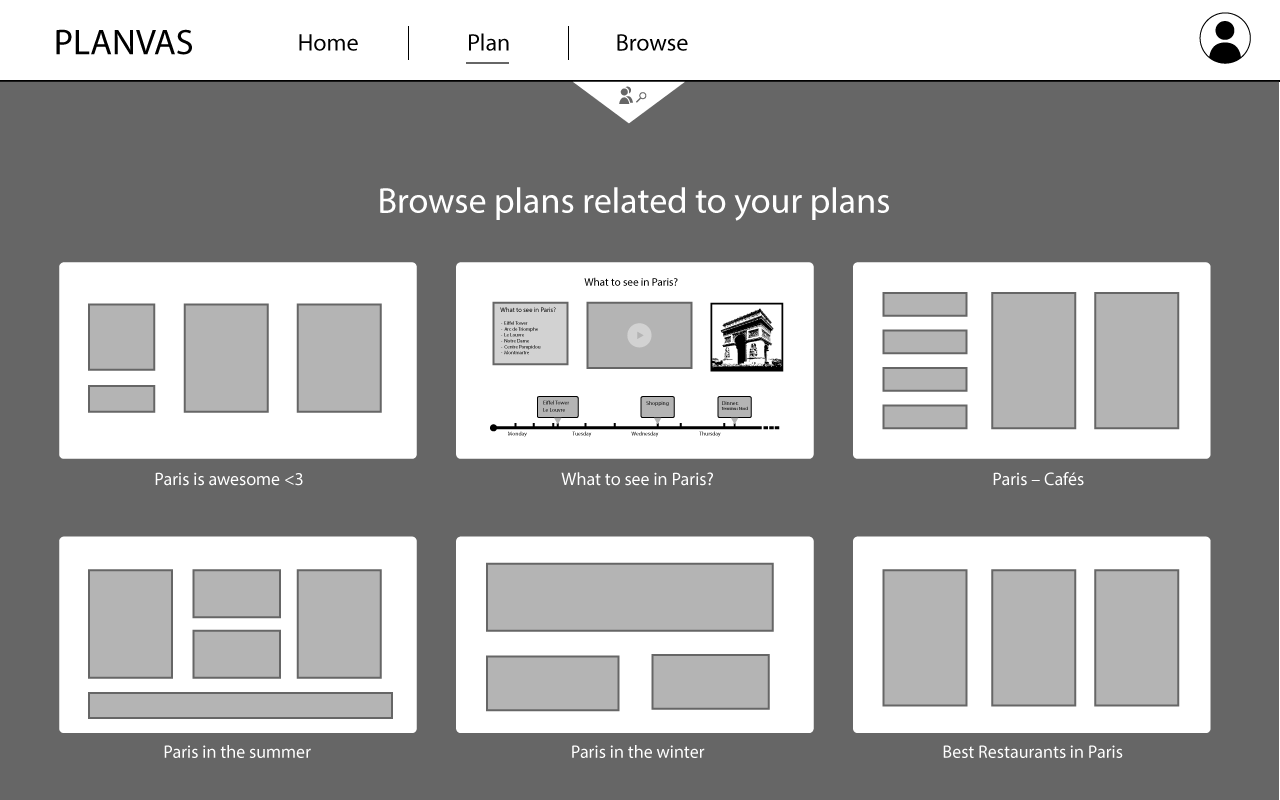 PLANVAS
Home
Plan
Browse
Browse plans related to your plans
What to see in Paris?
What to see in Paris?
- Eiffel Tower
- Arc de Triomphe
- Le Louvre
- Notre Dame
- Centre Pompidou
- Montmartre
Eiffel Tower
Le Louvre
Shopping
Dinner:
Monday
Tuesday
Wednesday
Thursday
Paris is awesome <3
What to see in Paris?
Paris – Cafés
Paris in the summer
Paris in the winter
Best Restaurants in Paris